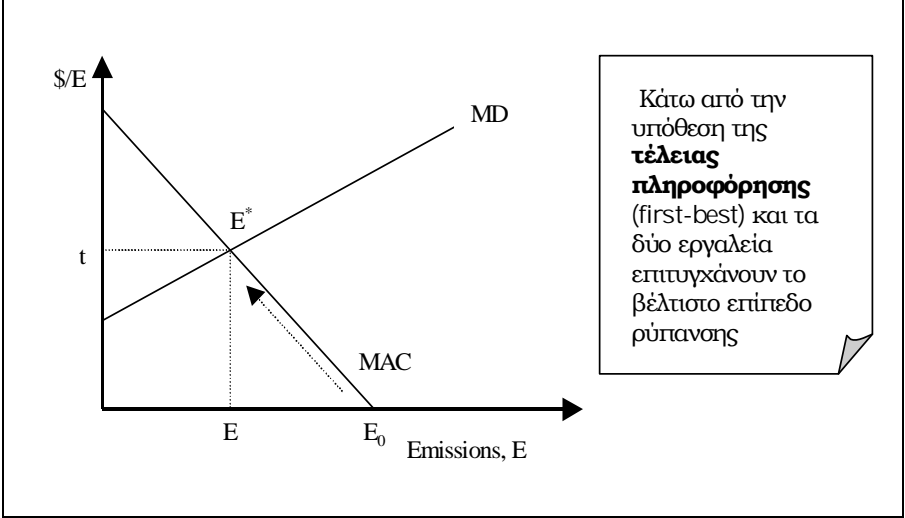 $/E
MD
E*
t
MAC
E
E₀
Emissions, E
Κάτω από την
υπόθεση της
τέλειας
πληροφόρησης
(first-best) και τα
δύο εργαλεία
επιτυγχάνουν το
βέλτιστο επίπεδο
ρύπανσης